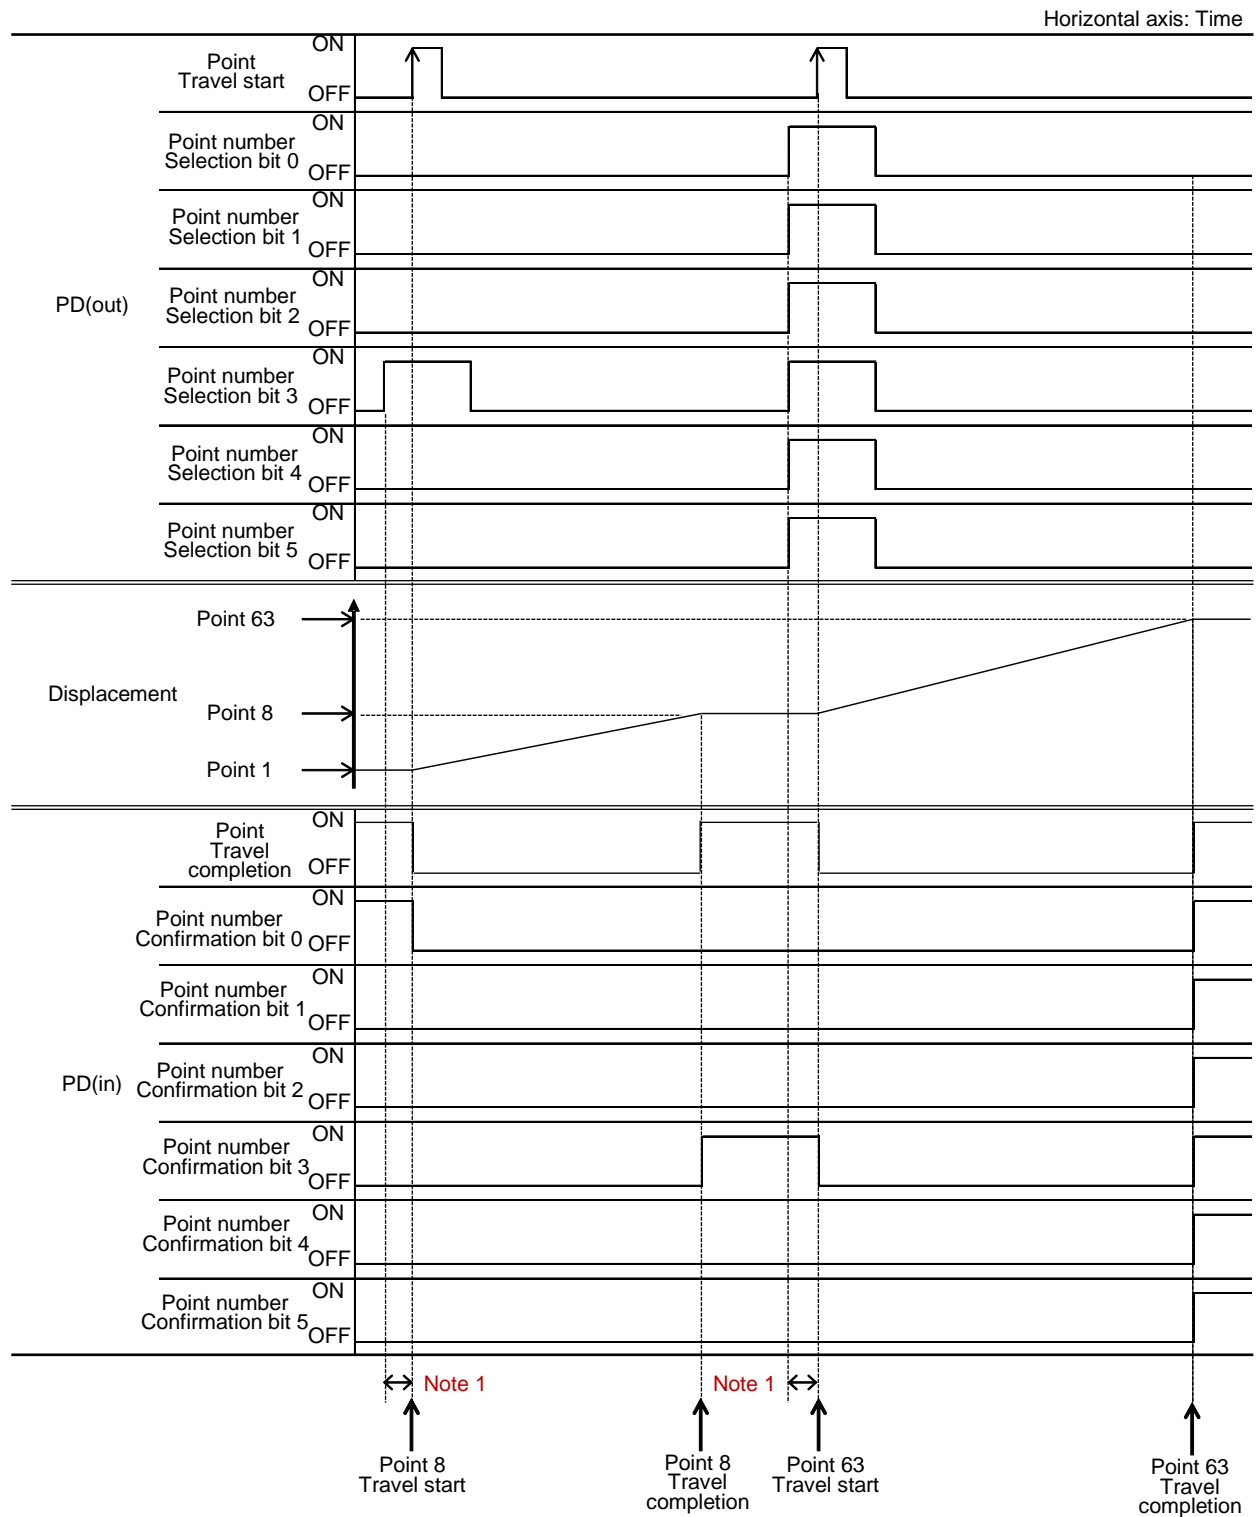 Horizontal axis: Time
ON
Point
Travel start
OFF
ON
Point number
Selection bit 0
OFF
ON
Point number
Selection bit 1
OFF
ON
PD(out)
Point number
Selection bit 2
OFF
ON
Point number
Selection bit 3
OFF
ON
Point number
Selection bit 4
OFF
ON
Point number
Selection bit 5
OFF
Point 63
Displacement
Point 8
Point 1
ON
Point
Travel
completion
OFF
ON
Point number
Confirmation bit 0
OFF
ON
Point number
Confirmation bit 1
OFF
ON
PD(in)
Point number
Confirmation bit 2
OFF
ON
Point number
Confirmation bit 3
OFF
ON
Point number
Confirmation bit 4
OFF
ON
Point number
Confirmation bit 5
OFF
Note 1
Note 1
Point 8
Travel start
Point 8
Travel
completion
Point 63
Travel start
Point 63
Travel
completion